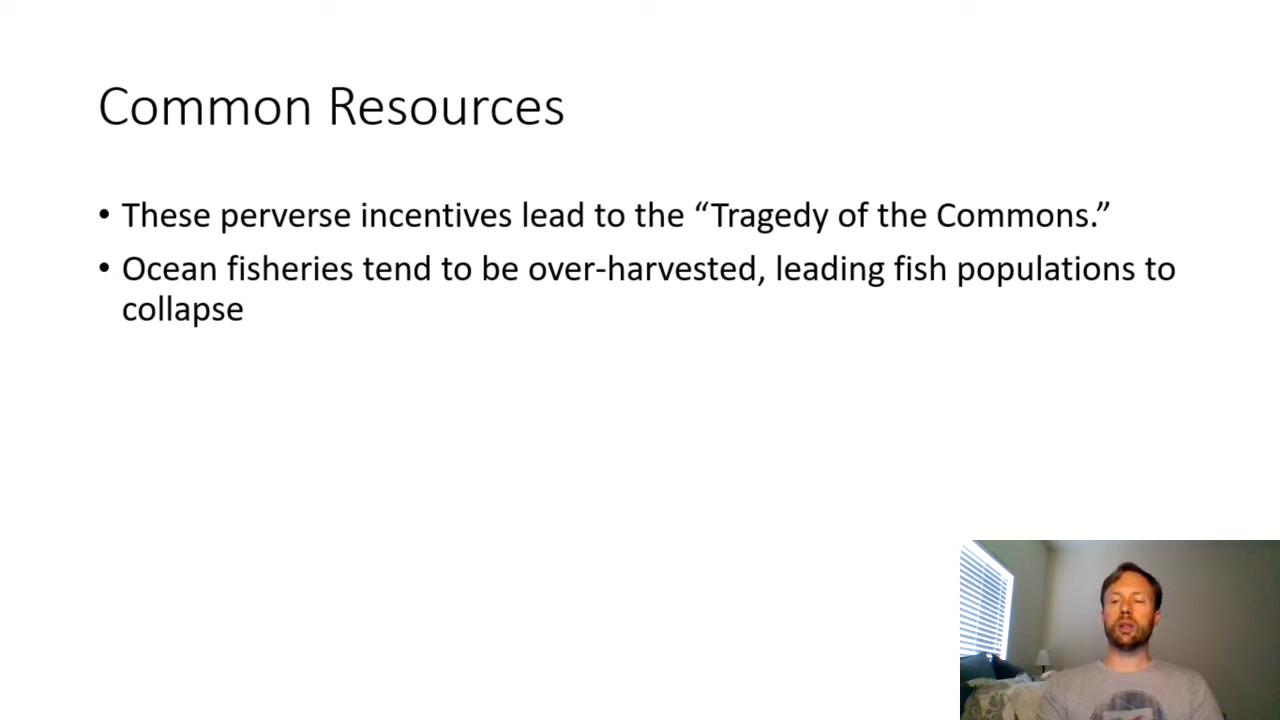 Common Resources
• These perverse incentives lead to the “Tragedy of the Commons.”
• Ocean fisheries tend to be over-harvested, leading fish populations to
collapse